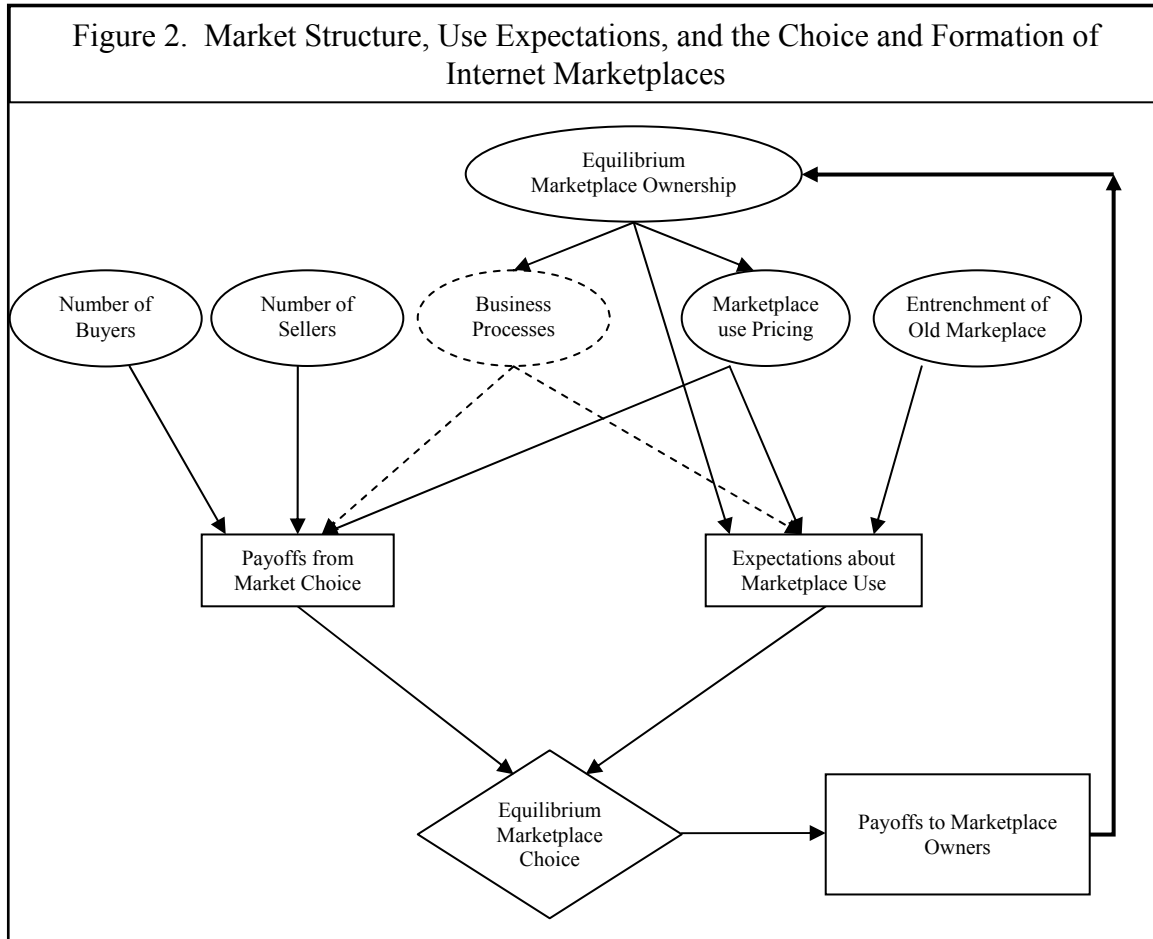 Figure 2.  Market Structure, Use Expectations, and the Choice and Formation of
Internet Marketplaces
Equilibrium
Marketplace Ownership
Number of
Buyers
Number of
Sellers
Business
Processes
Marketplace
use Pricing
Entrenchment of
Old Markeplace
Payoffs from
Market Choice
Expectations about
Marketplace Use
Equilibrium
Marketplace
Choice
Payoffs to Marketplace
Owners